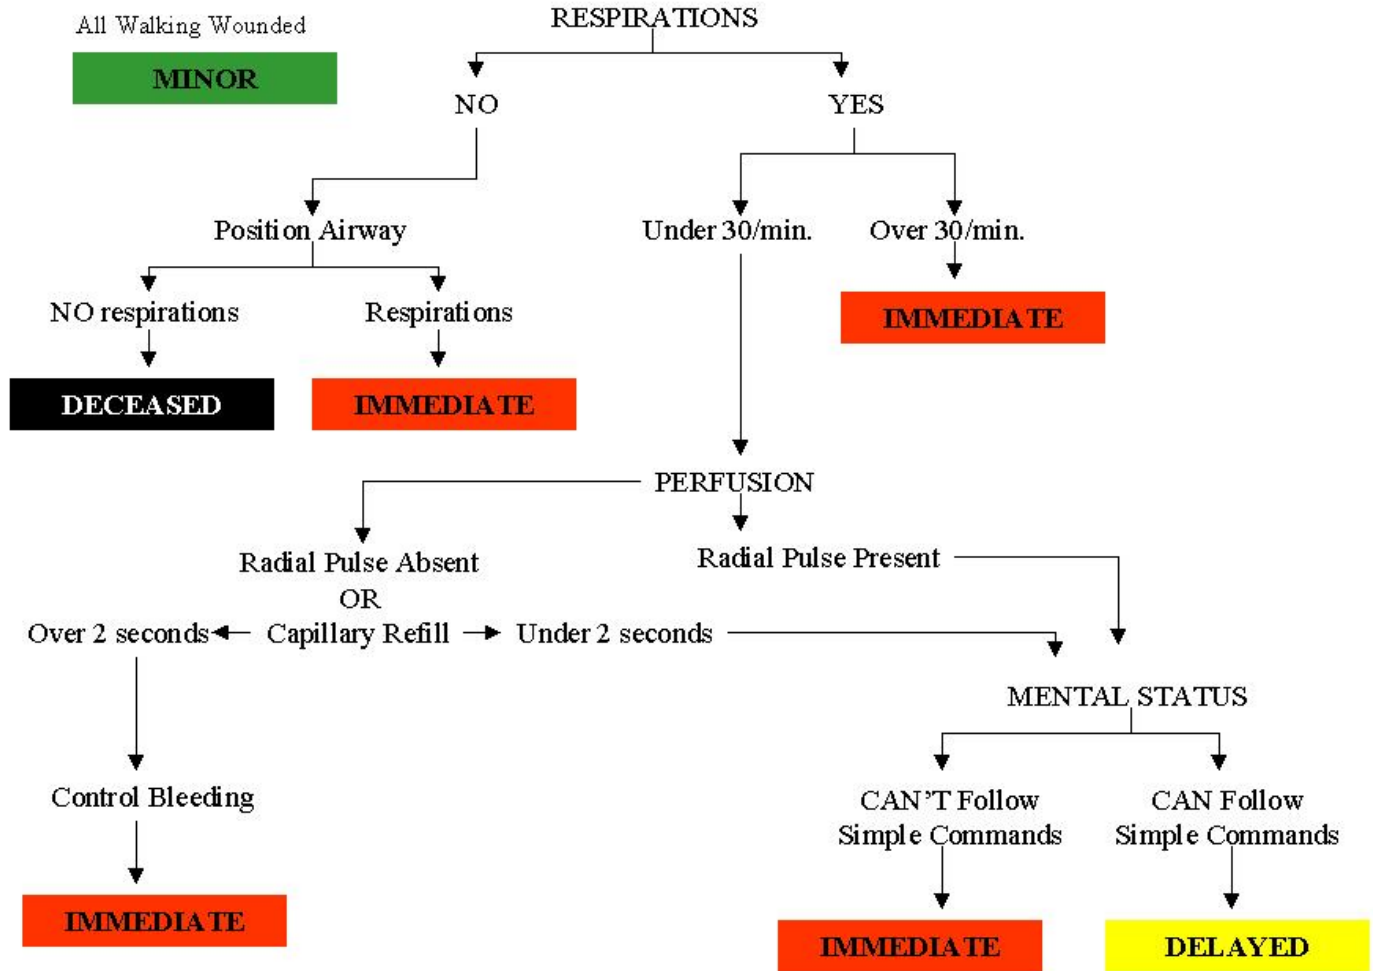 All Walking Wounded
MINOR
RESPIRATIONS
NO
YES
Position Airway
Under 30/min.
Over 30/min.
NO respirations
Respirations
IMMEDIATE
DECEASED
IMMEDIATE
PERFUSION
Radial Pulse Absent
Radial Pulse Present
OR
Over 2 seconds
Capillary Refill
Under 2 seconds
MENTAL STATUS
Control Bleeding
CAN'T Follow
Simple Commands
CAN Follow
Simple Commands
IMMEDIATE
IMMEDIATE
DELAYED